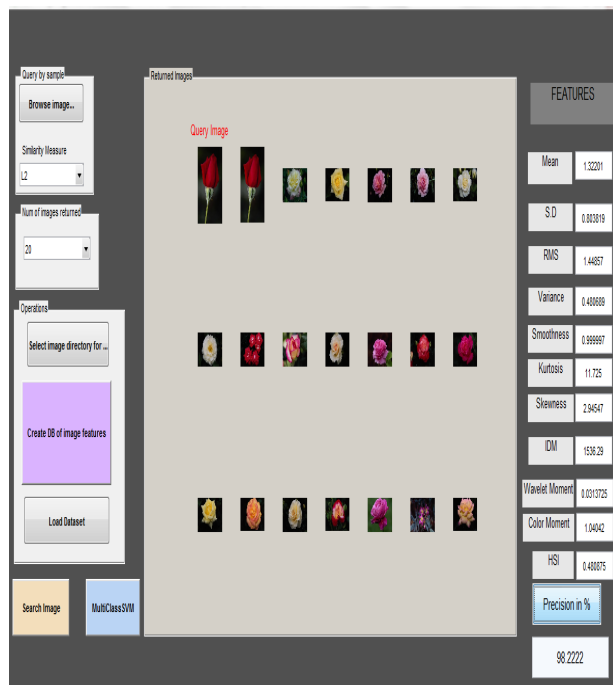 Query by sample
Browse image...
Similarity Measure
L2
Num of images returned
20
Operations
Select image directory for ...
Create DB of image features
Load Dataset
Search Image
MultiClassSVM
Returned Images
Query Image
FEATURES
Mean 1.32201
S.D 0.803819
RMS 1.44857
Variance 0.480689
Smoothness 0.999997
Kurtosis 11.725
Skewness 2.94547
IDM 1536.29
Wavelet Moment 0.0313725
Color Moment 1.04042
HSI 0.480875
Precision in %
98.2222